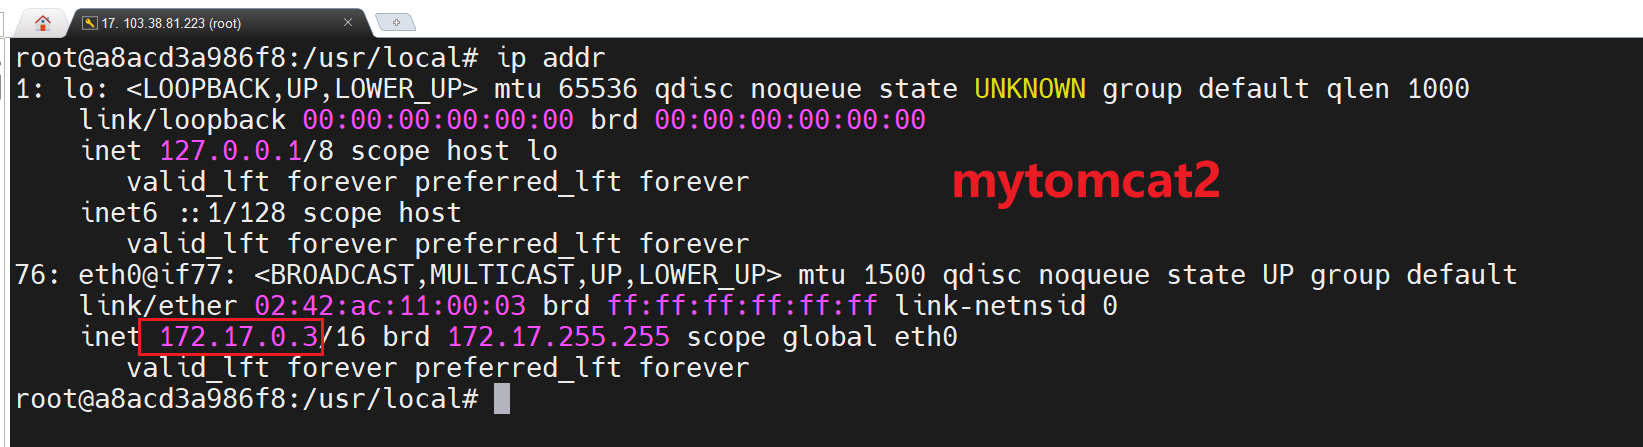 17. 103.38.81.223 (root)
root@a8acd3a986f8:/usr/local# ip addr
1: lo: <LOOPBACK,UP,LOWER_UP> mtu 65536 qdisc noqueue state UNKNOWN group default qlen 1000
    link/loopback 00:00:00:00:00:00 brd 00:00:00:00:00:00
    inet 127.0.0.1/8 scope host lo
       valid_lft forever preferred_lft forever
mytomcat2
    inet6 ::1/128 scope host
       valid_lft forever preferred_lft forever
76: eth0@if77: <BROADCAST,MULTICAST,UP,LOWER_UP> mtu 1500 qdisc noqueue state UP group default
    link/ether 02:42:ac:11:00:03 brd ff:ff:ff:ff:ff:ff link-netnsid 0
    inet 172.17.0.3/16 brd 172.17.255.255 scope global eth0
       valid_lft forever preferred_lft forever
root@a8acd3a986f8:/usr/local#